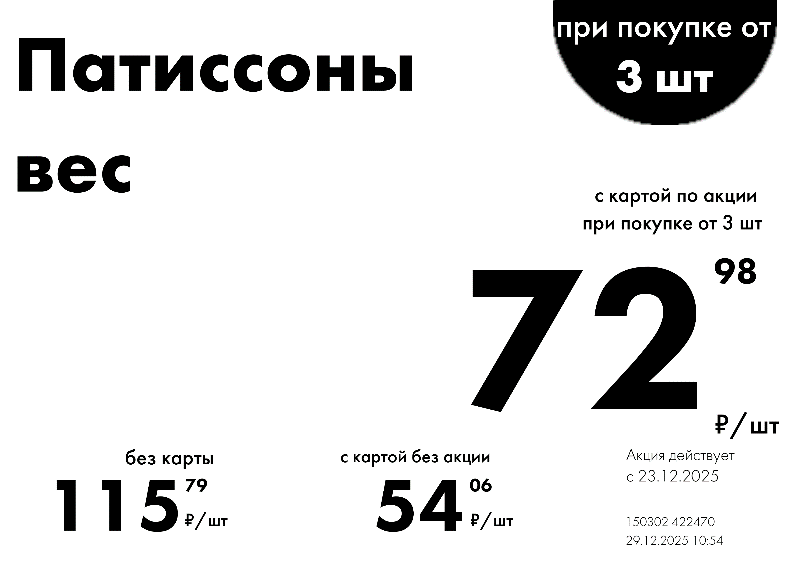 при покупке от
3 шт
Патиссоны
вес
с картой по акции
при покупке от 3 шт
72 98
₽/шт
без карты
115 79
₽/шт
с картой без акции
54 06
₽/шт
Акция действует
с 23.12.2025
150302 422470
29.12.2025 10:54